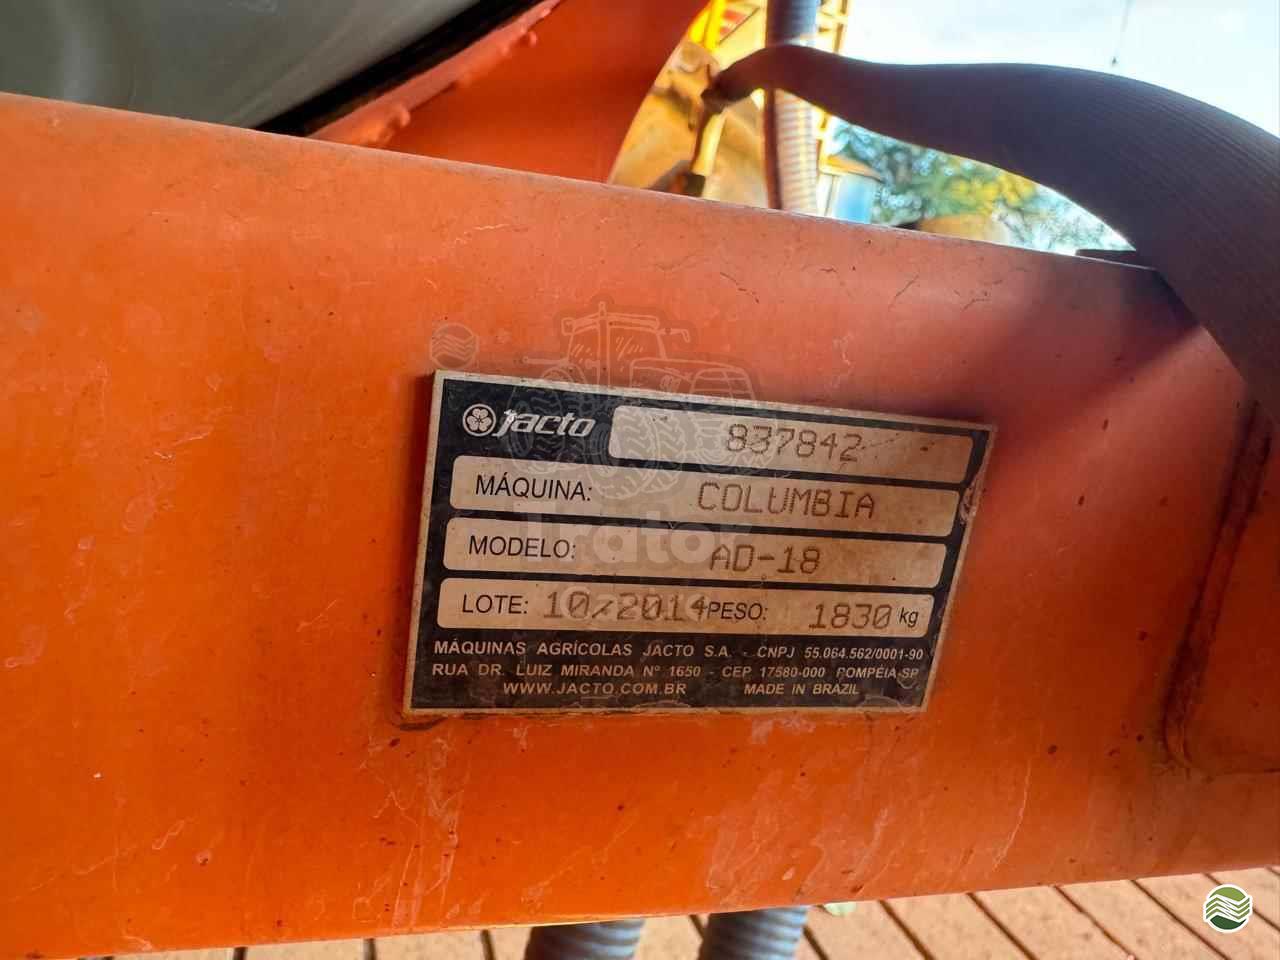 jacto 837842
MÁQUINA: COLUMBIA
MODELO: AD-18
LOTE: 10/2014 PESO: 1830 kg
MÁQUINAS AGRÍCOLAS JACTO S.A. - CNPJ 55.064.562/0001-90
RUA DR. LUIZ MIRANDA Nº 1650 - CEP 17580-000 POMPÉIA-SP
WWW.JACTO.COM.BR MADE IN BRAZIL
Trator